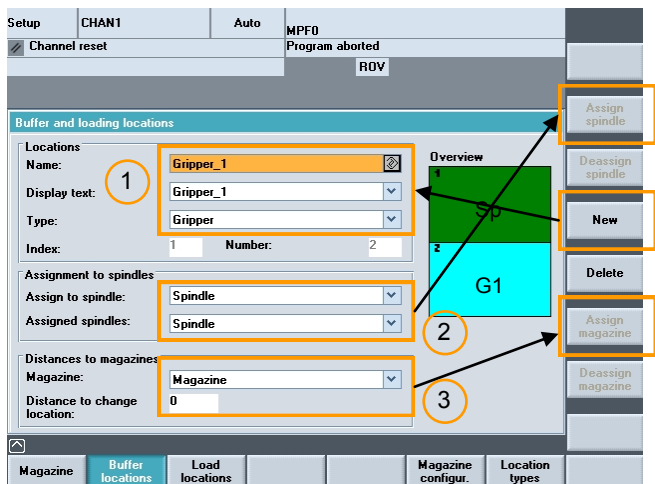 Setup CHAN1 Auto MPF0
Channel reset Program aborted
ROV
Buffer and loading locations
Locations
Name: Gripper_1
Display text: Gripper_1
Type: Gripper
Index: 1 Number: 2
1
Assignment to spindles
Assign to spindle: Spindle
Assigned spindles: Spindle
2
Distances to magazines
Magazine: Magazine
Distance to change location: 0
3
Overview
1
Sp
2
G1
Assign
spindle
Deassign
spindle
New
Delete
Assign
magazine
Deassign
magazine
Magazine
Buffer
locations
Load
locations
Magazine
configur.
Location
types